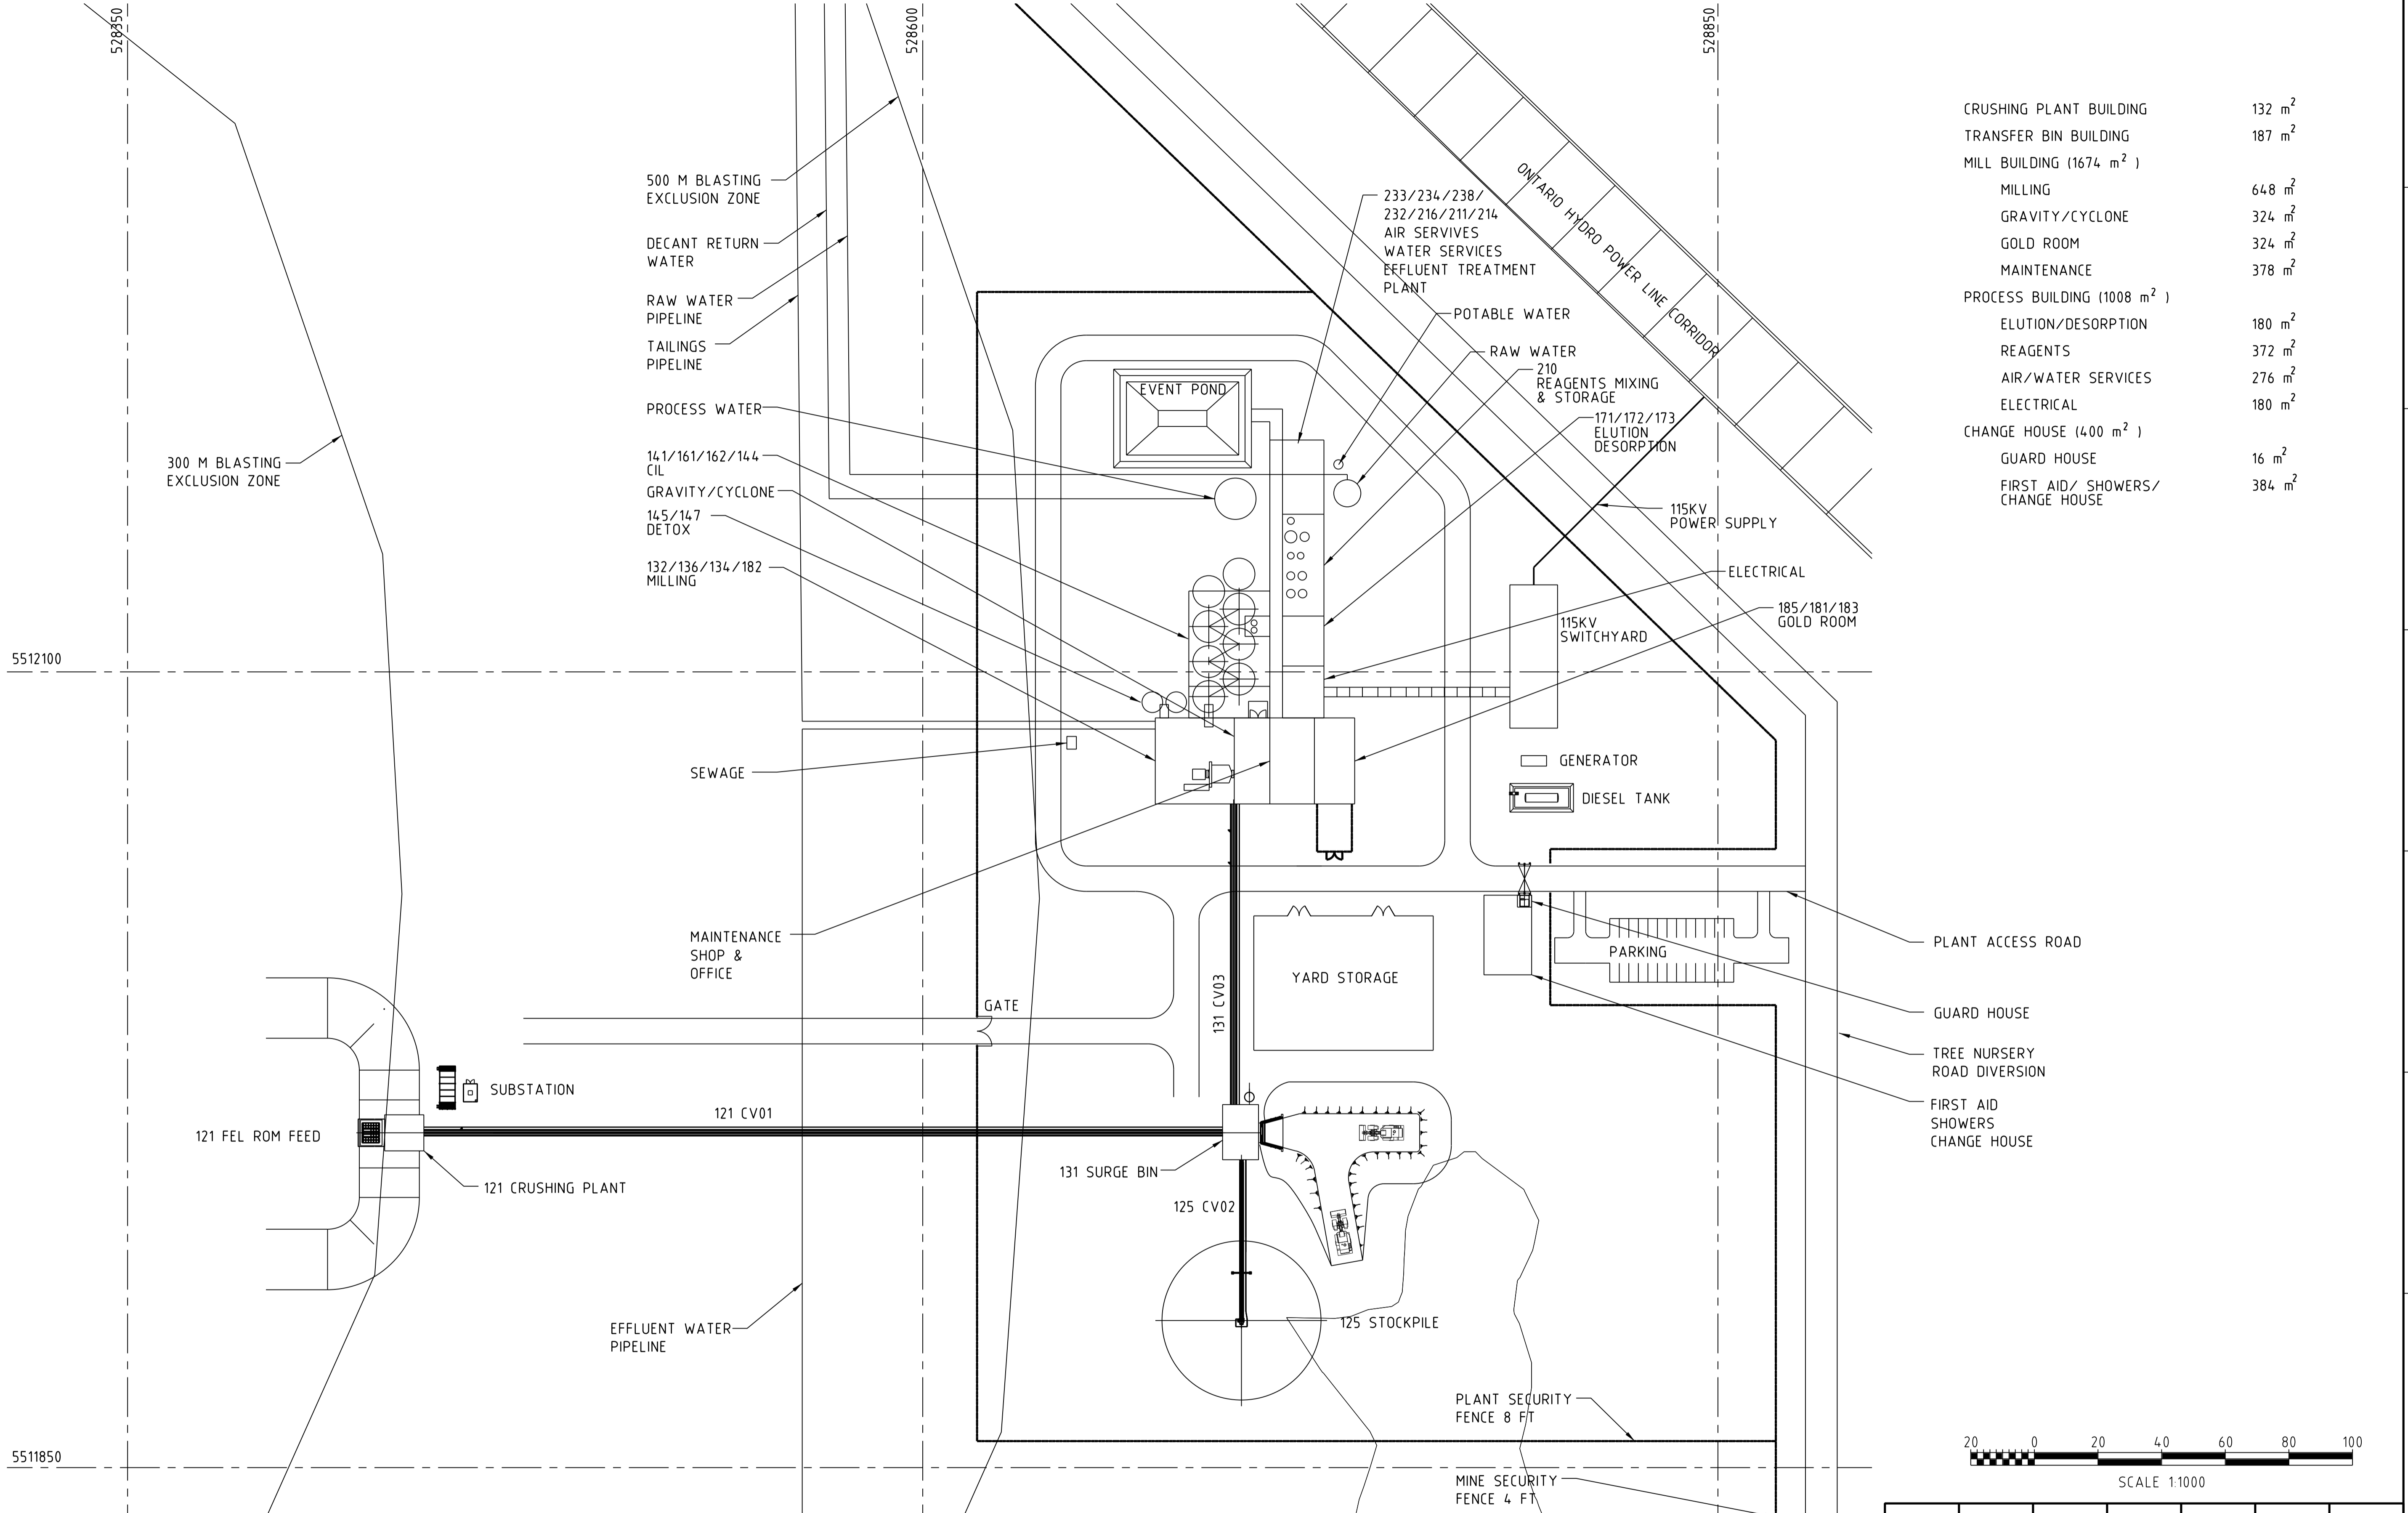 528350
528600
528850
500 M BLASTING
EXCLUSION ZONE
DECANT RETURN
WATER
RAW WATER
PIPELINE
TAILINGS
PIPELINE
PROCESS WATER
141/161/162/144
CIL
GRAVITY/CYCLONE
145/147
DETOX
132/136/134/182
MILLING
300 M BLASTING
EXCLUSION ZONE
5512100
SEWAGE
MAINTENANCE
SHOP &
OFFICE
EVENT POND
233/234/238/
232/216/211/214
AIR SERVIVES
WATER SERVICES
EFFLUENT TREATMENT
PLANT
POTABLE WATER
RAW WATER
210
REAGENTS MIXING
& STORAGE
171/172/173
ELUTION
DESORPTION
ONTARIO HYDRO POWER LINE CORRIDOR
115KV
POWER SUPPLY
ELECTRICAL
185/181/183
GOLD ROOM
115KV
SWITCHYARD
GENERATOR
DIESEL TANK
PARKING
YARD STORAGE
GATE
131 CV03
PLANT ACCESS ROAD
GUARD HOUSE
TREE NURSERY
ROAD DIVERSION
FIRST AID
SHOWERS
CHANGE HOUSE
SUBSTATION
121 CV01
121 FEL ROM FEED
121 CRUSHING PLANT
131 SURGE BIN
125 CV02
125 STOCKPILE
EFFLUENT WATER
PIPELINE
PLANT SECURITY
FENCE 8 FT
5511850
MINE SECURITY
FENCE 4 FT
CRUSHING PLANT BUILDING 132 m²
TRANSFER BIN BUILDING 187 m²
MILL BUILDING (1674 m² )
MILLING 648 m²
GRAVITY/CYCLONE 324 m²
GOLD ROOM 324 m²
MAINTENANCE 378 m²
PROCESS BUILDING (1008 m² )
ELUTION/DESORPTION 180 m²
REAGENTS 372 m²
AIR/WATER SERVICES 276 m²
ELECTRICAL 180 m²
CHANGE HOUSE (400 m² )
GUARD HOUSE 16 m²
FIRST AID/ SHOWERS/ 384 m²
CHANGE HOUSE
20 0 20 40 60 80 100
SCALE 1:1000